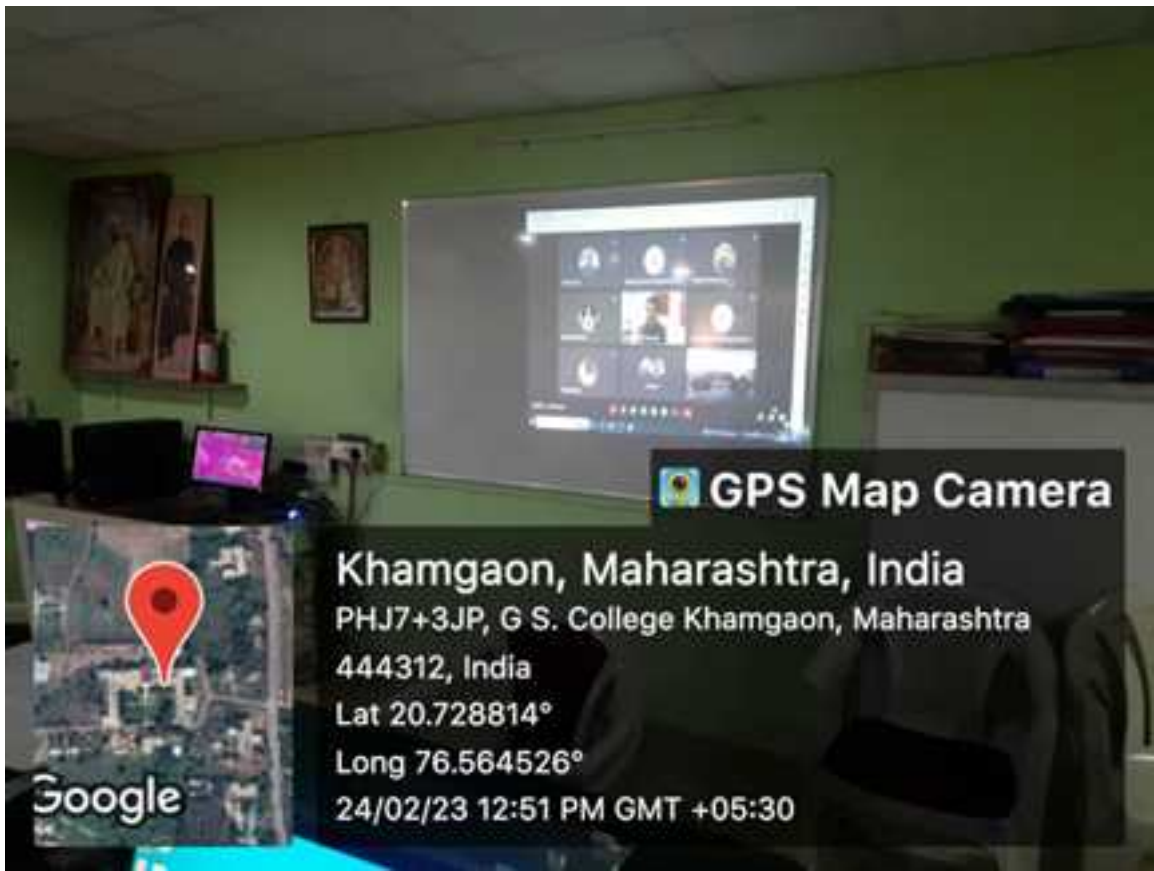 GPS Map Camera
Khamgaon, Maharashtra, India
PHJ7+3JP, G S. College Khamgaon, Maharashtra
444312, India
Lat 20.728814°
Long 76.564526°
24/02/23 12:51 PM GMT +05:30
Google